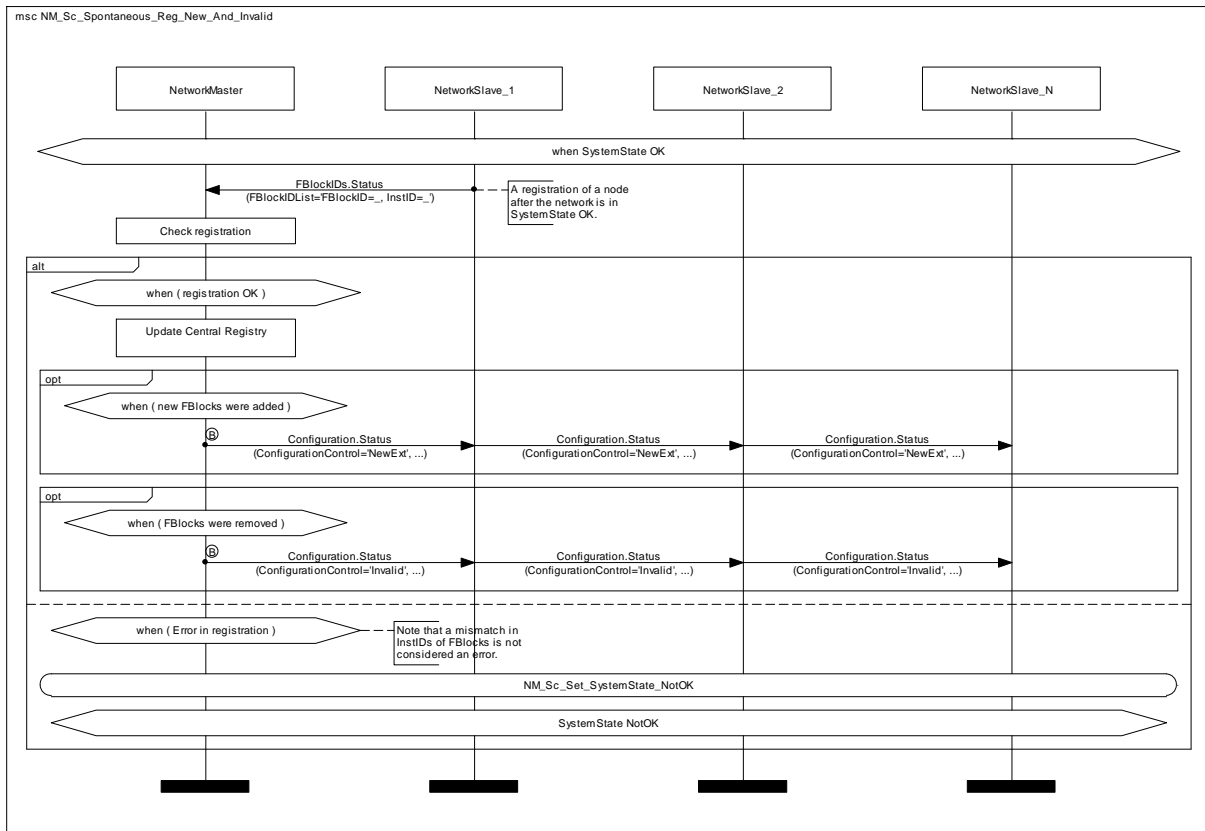 msc NM_Sc_Spontaneous_Reg_New_And_Invalid
NetworkMaster
NetworkSlave_1
NetworkSlave_2
NetworkSlave_N
when SystemState OK
FBlockIDs.Status
(FBlockIDList='FBlockID=_, InstID=_')
A registration of a node
after the network is in
SystemState OK.
Check registration
alt
when ( registration OK )
Update Central Registry
opt
when ( new FBlocks were added )
B
Configuration.Status
(ConfigurationControl='NewExt', ...)
Configuration.Status
(ConfigurationControl='NewExt', ...)
Configuration.Status
(ConfigurationControl='NewExt', ...)
opt
when ( FBlocks were removed )
B
Configuration.Status
(ConfigurationControl='Invalid', ...)
Configuration.Status
(ConfigurationControl='Invalid', ...)
Configuration.Status
(ConfigurationControl='Invalid', ...)
when ( Error in registration )
Note that a mismatch in
InstIDs of FBlocks is not
considered an error.
NM_Sc_Set_SystemState_NotOK
SystemState NotOK